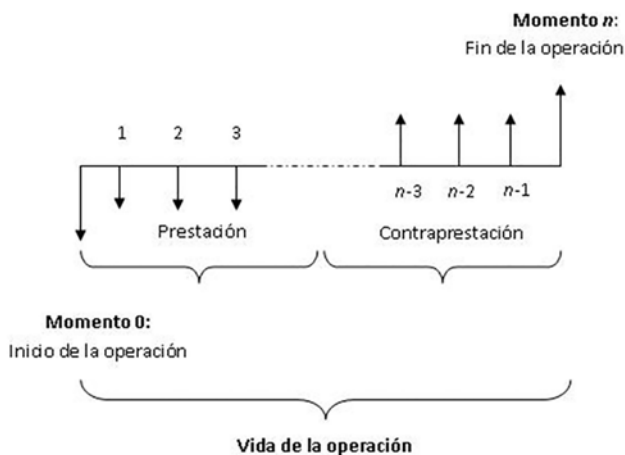 Momento n:
Fin de la operación
1 2 3
n-3 n-2 n-1
Prestación Contraprestación
Momento 0:
Inicio de la operación
Vida de la operación